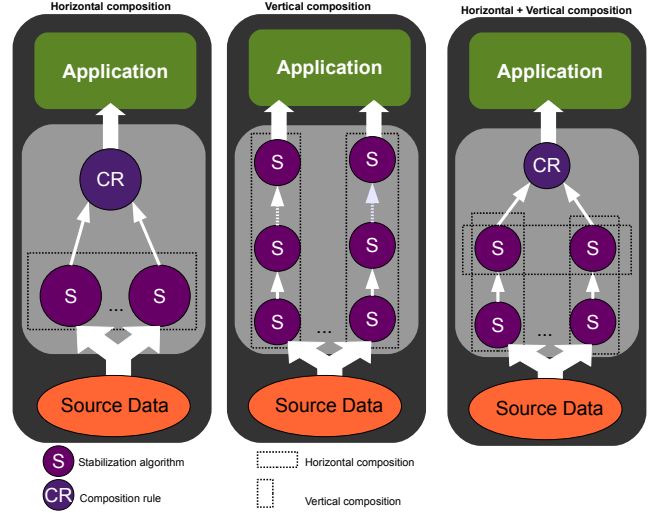 Horizontal composition
Vertical composition
Horizontal + Vertical composition
Application
Application
Application
CR
S
...
S
Source Data
S
S
S
S
S
...
S
Source Data
CR
S
S
S
...
S
Source Data
S Stabilization algorithm
CR Composition rule
Horizontal composition
Vertical composition